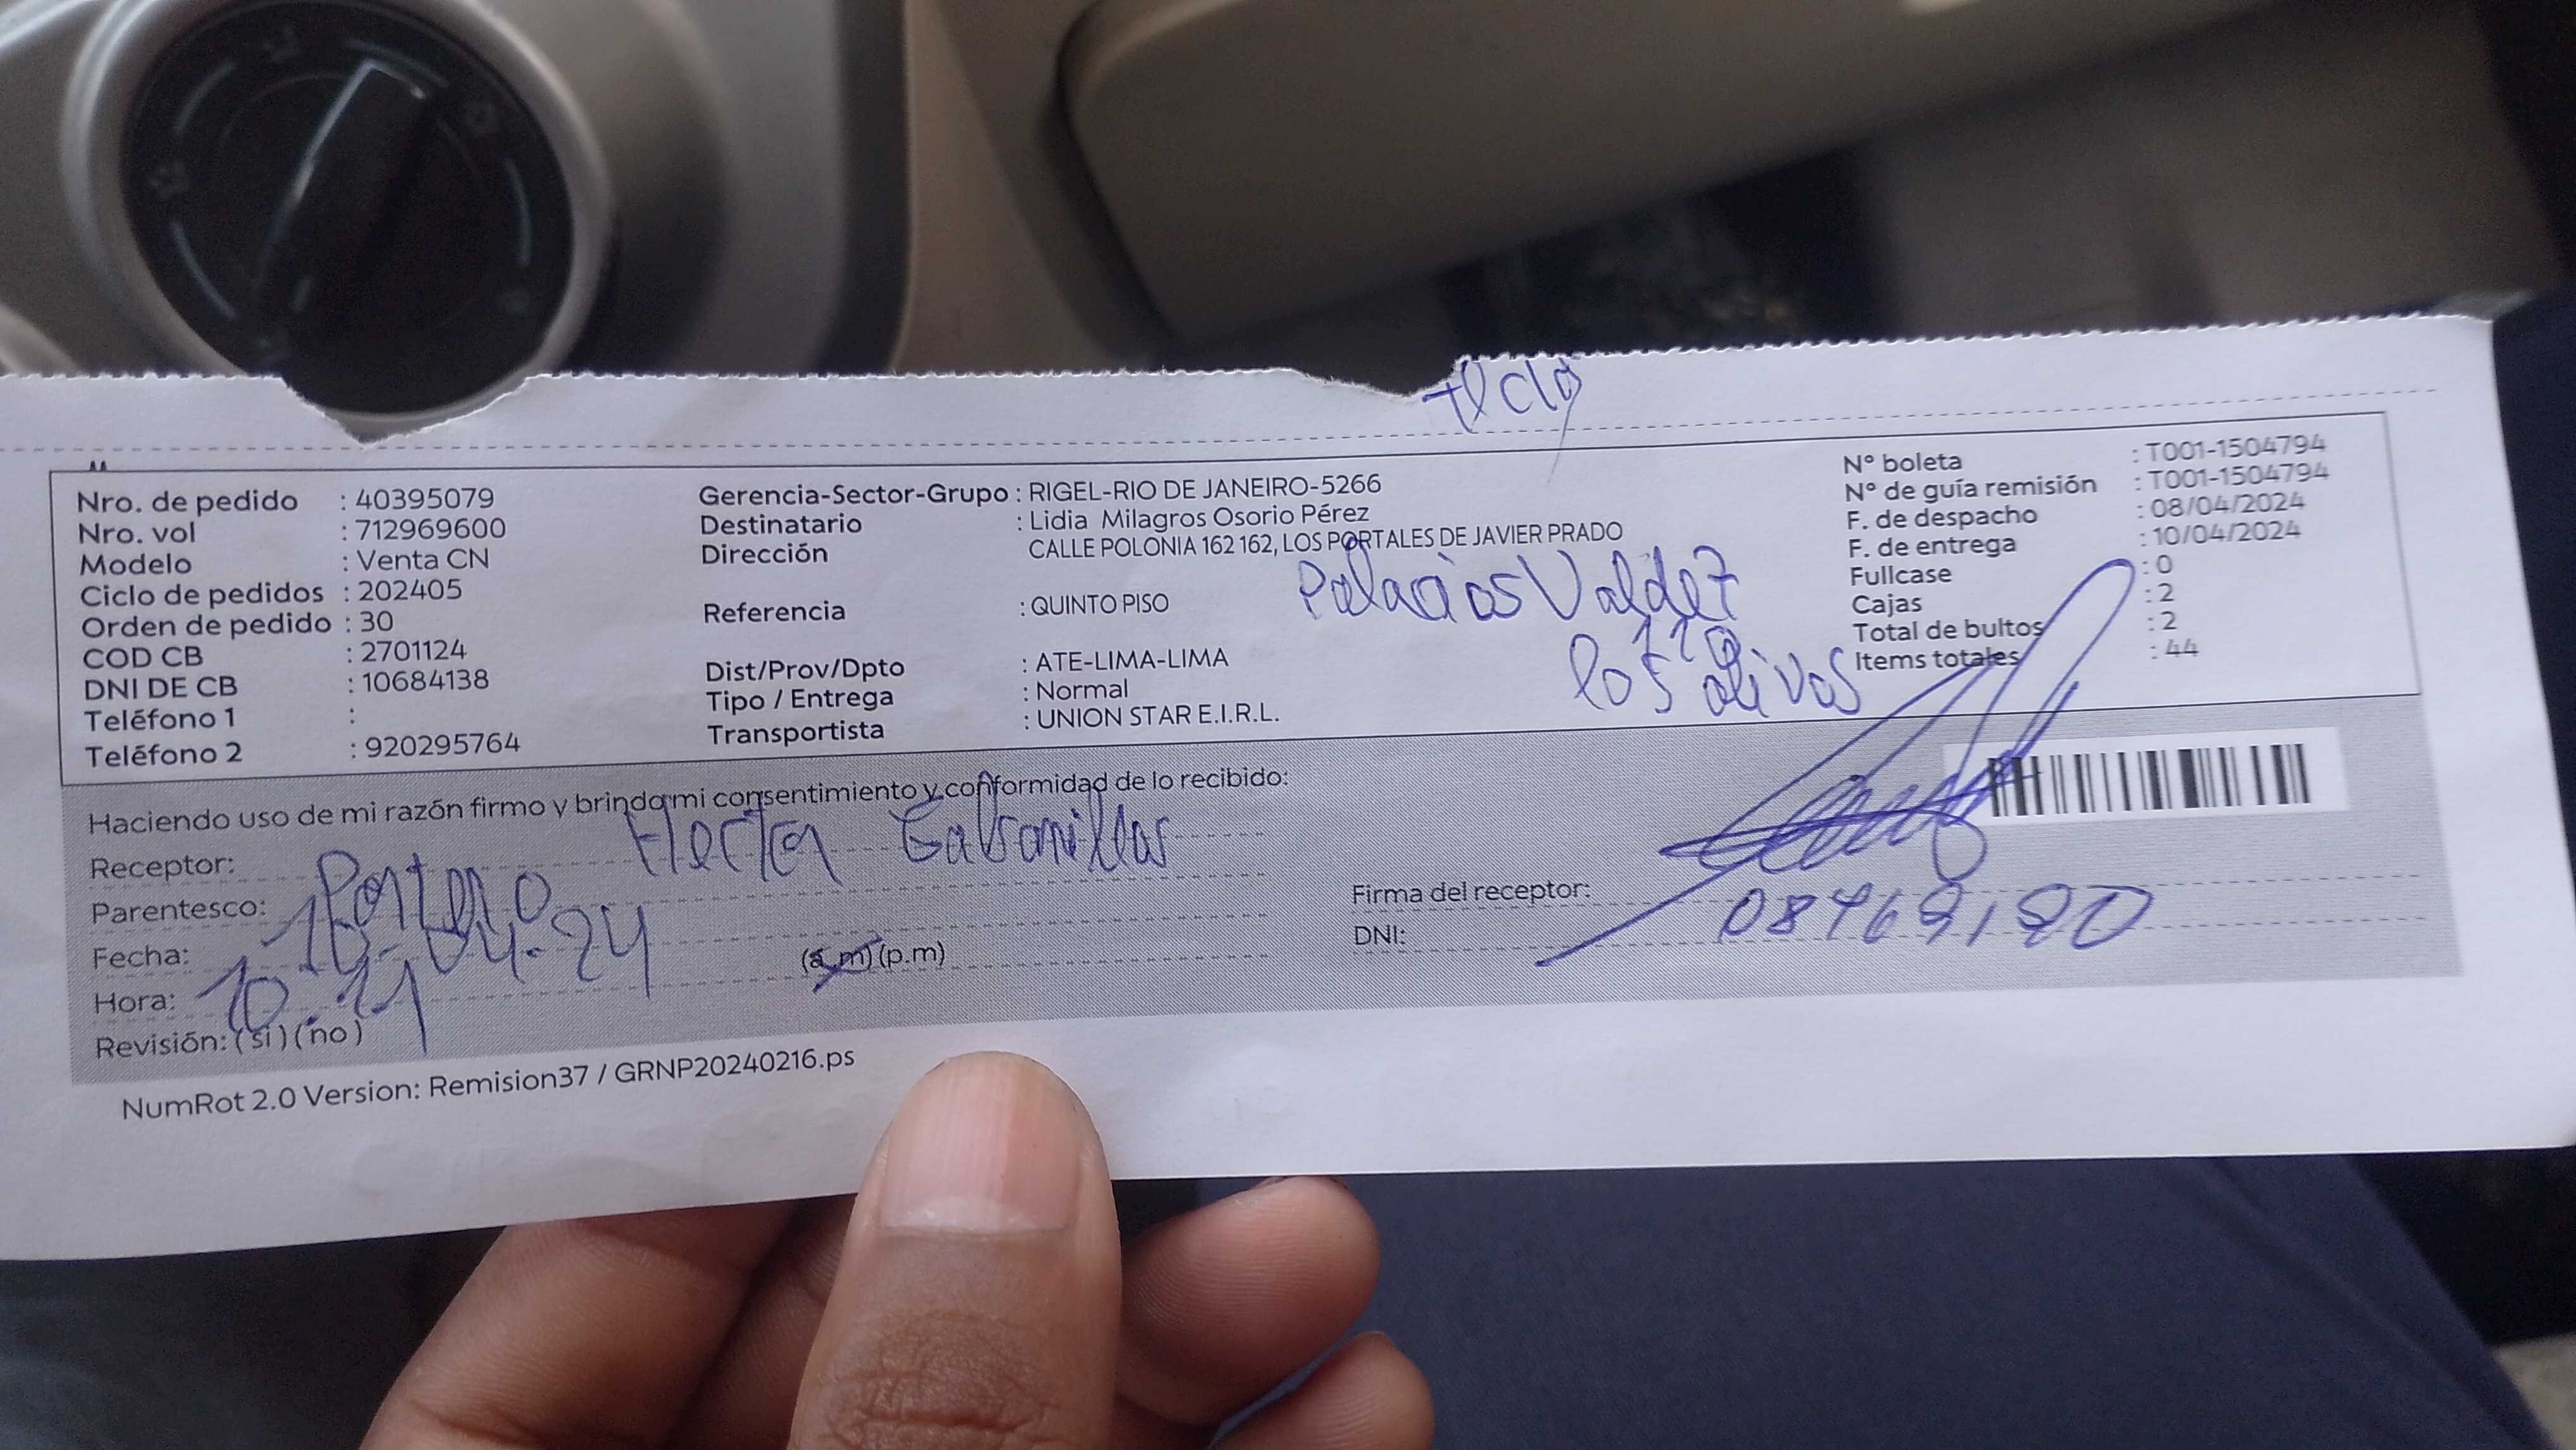 Nro. de pedido : 40395079
Nro. vol : 712969600
Modelo : Venta CN
Ciclo de pedidos : 202405
Orden de pedido : 30
COD CB : 2701124
DNI DE CB : 10684138
Teléfono 1 :
Teléfono 2 : 920295764
Gerencia-Sector-Grupo : RIGEL-RIO DE JANEIRO-5266
Destinatario : Lidia Milagros Osorio Pérez
Dirección CALLE POLONIA 162 162, LOS PORTALES DE JAVIER PRADO
Palacios Valdez
Referencia : QUINTO PISO
los olivos
Dist/Prov/Dpto : ATE-LIMA-LIMA
Tipo / Entrega : Normal
Transportista : UNION STAR E.I.R.L.
N° boleta : T001-1504794
N° de guía remisión : T001-1504794
F. de despacho : 08/04/2024
F. de entrega : 10/04/2024
Fullcase : 0
Cajas : 2
Total de bultos : 2
Items totales : 44
Haciendo uso de mi razón firmo y brindo mi consentimiento y conformidad de lo recibido:
Receptor:
Parentesco: Portero
Fecha: 10-04-24
Hora: 10:21 (a.m) (p.m)
Revisión: (si) (no)
Firma del receptor:
DNI:
NumRot 2.0 Version: Remision37 / GRNP20240216.ps